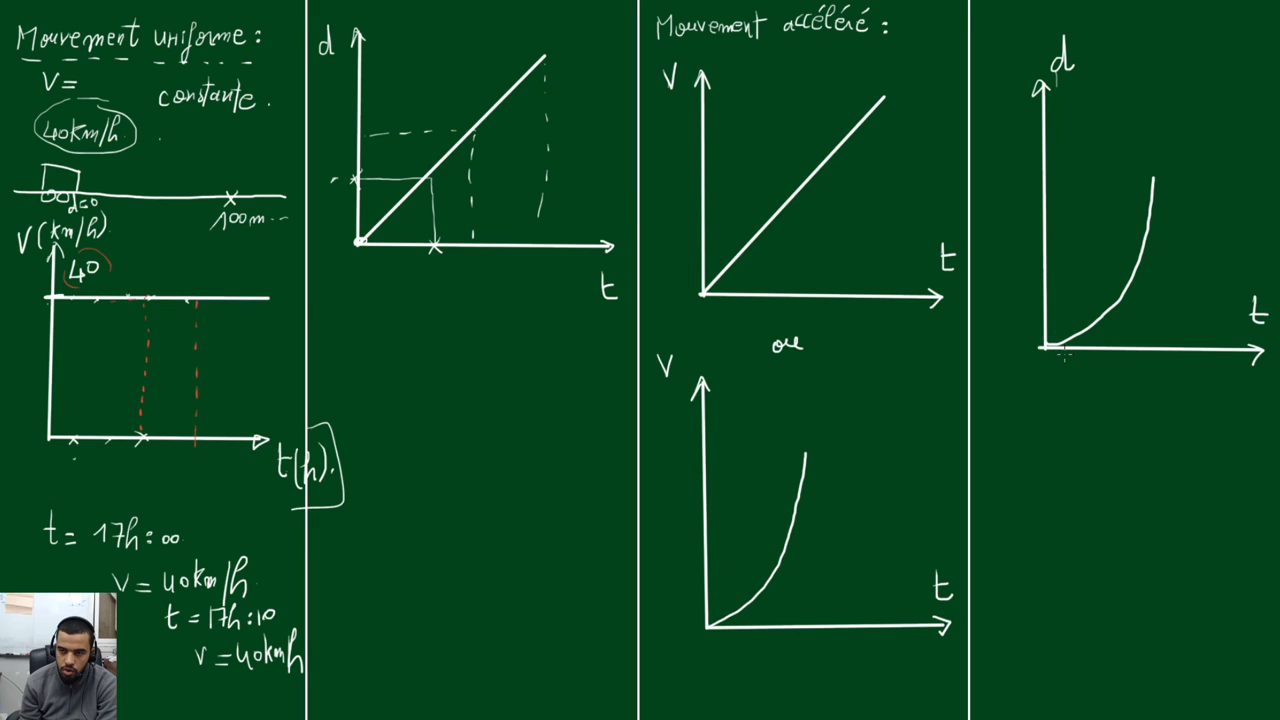 Mouvement uniforme :
V = constante.
40km/h.
d=0
100m
V(km/h)
40
t(h).
t = 17h:00
V = 40km/h
t = 17h:10
V = 40km/h
d
t
Mouvement accéléré :
V
t
ou
V
t
d
t